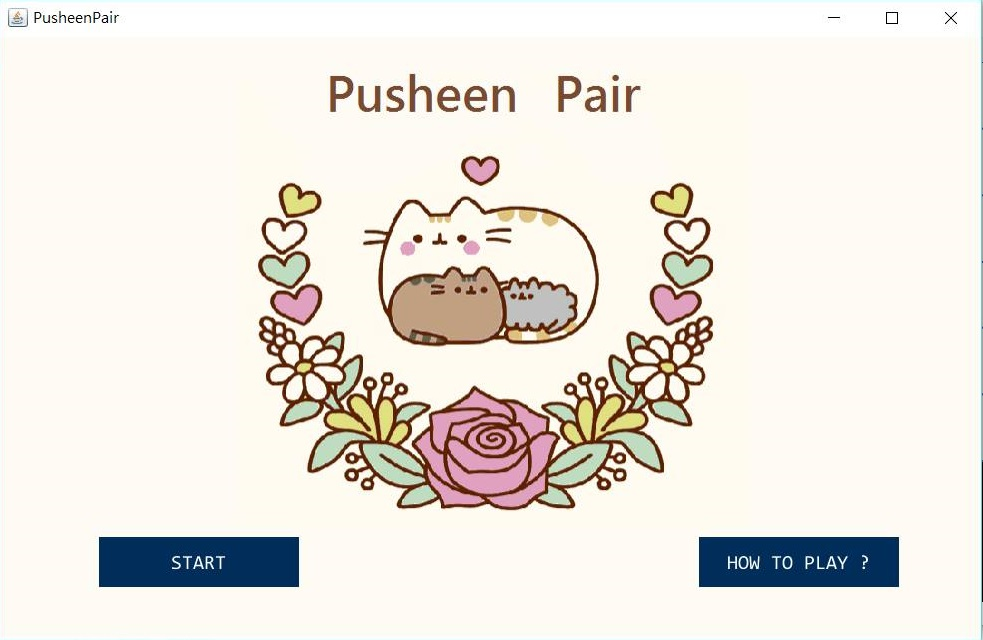 PusheenPair
Pusheen Pair
START
HOW TO PLAY ?